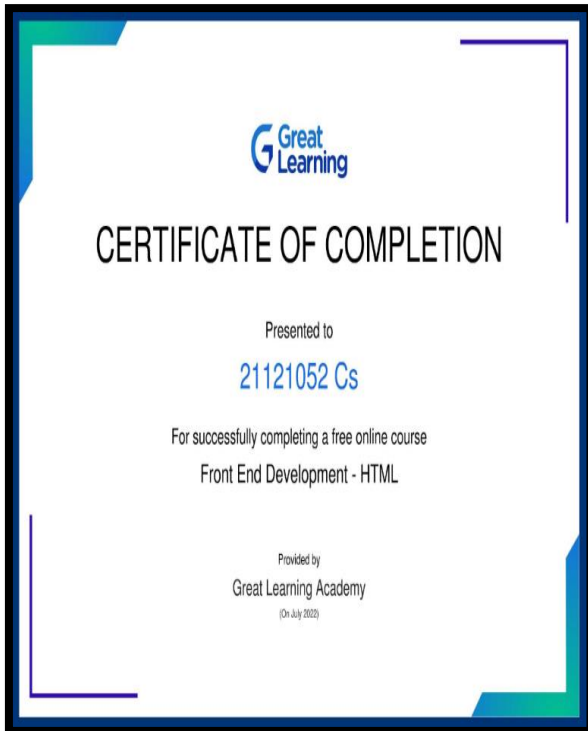 Great
Learning
CERTIFICATE OF COMPLETION
Presented to
21121052 Cs
For successfully completing a free online course
Front End Development - HTML
Provided by
Great Learning Academy
(On July 2022)